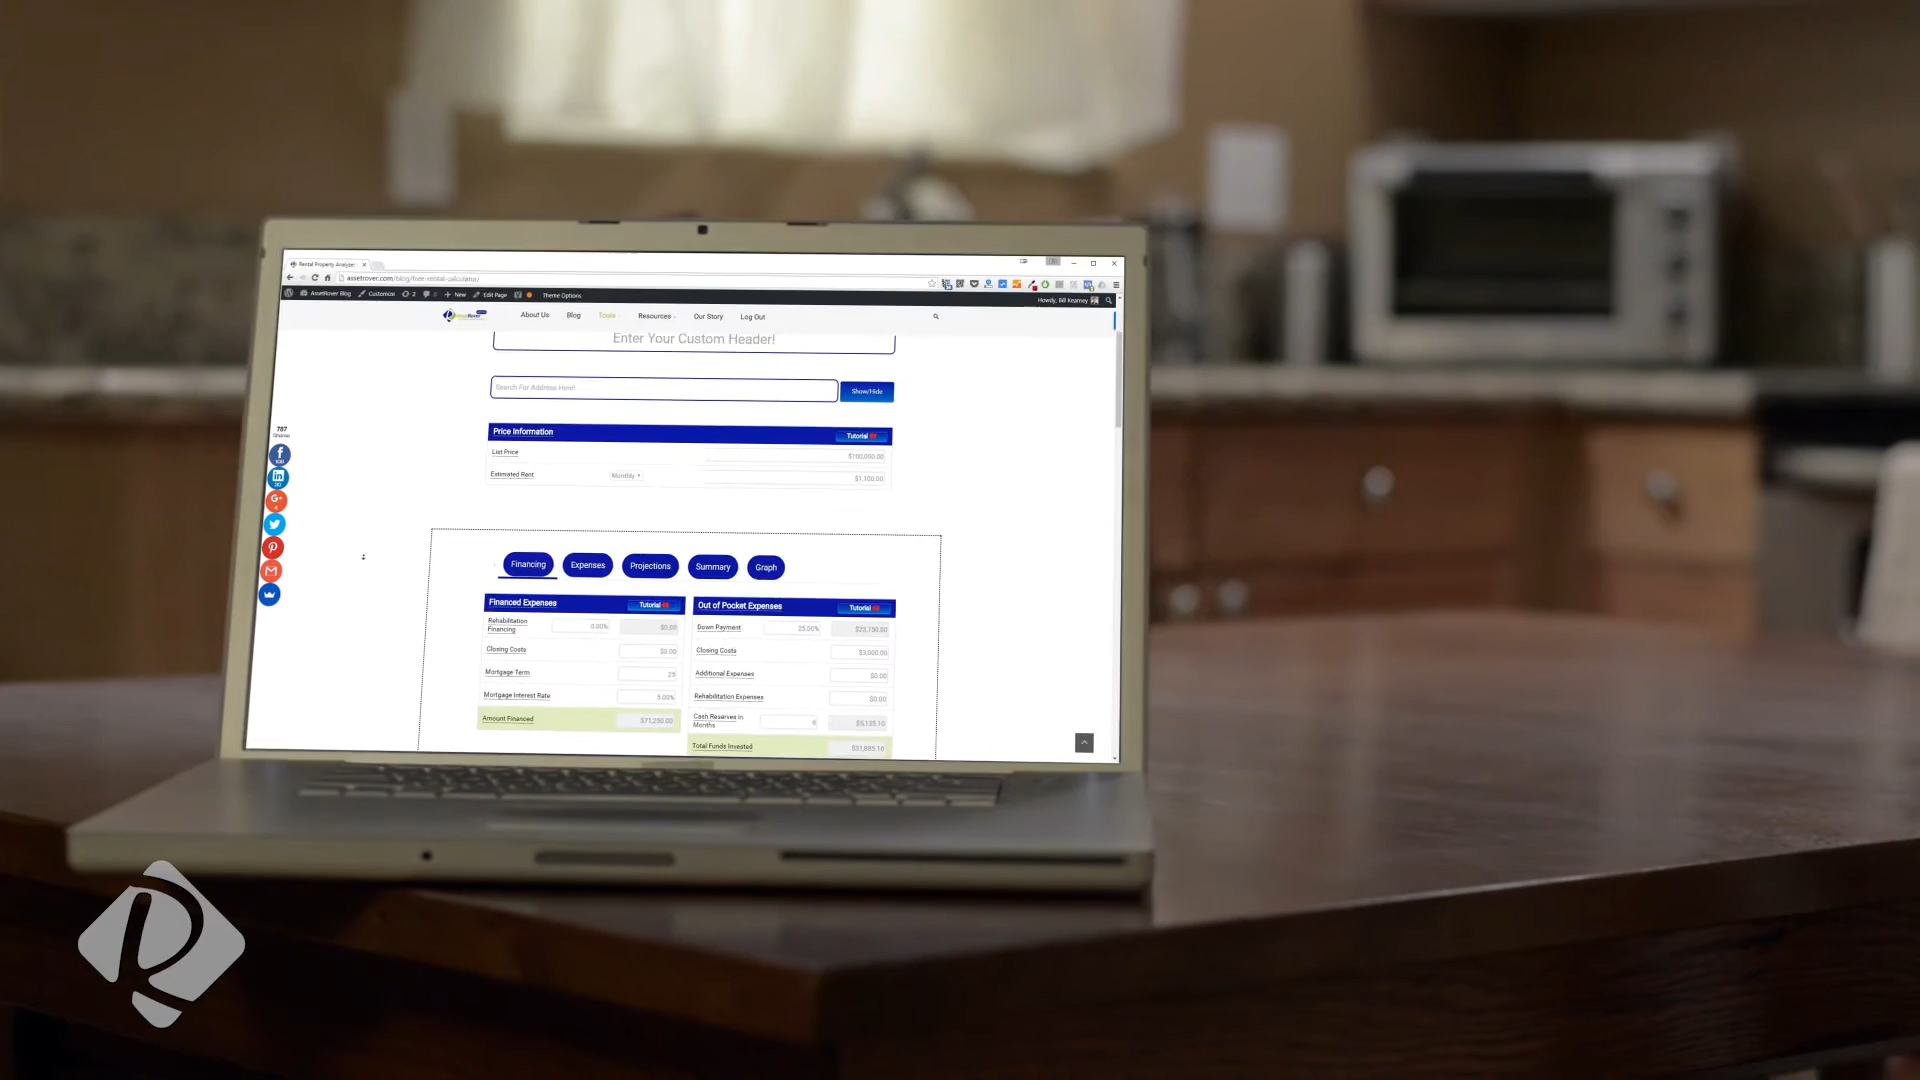 Rental Property Analyzer
assetrover.com/blog/free-rental-calculator/
AssetRover Blog Customize 2 New Edit Page Theme Options
Howdy, Bill Kearney
About Us Blog Tools Resources Our Story Log Out
Enter Your Custom Header!
Search For Address Here!
Show/Hide
787
Shares
Price Information Tutorial
List Price $100,000.00
Estimated Rent Monthly $1,100.00
Financing Expenses Projections Summary Graph
Financed Expenses Tutorial
Rehabilitation
Financing 0.00% $0.00
Closing Costs $0.00
Mortgage Term 25
Mortgage Interest Rate 5.00%
Amount Financed $71,250.00
Out of Pocket Expenses Tutorial
Down Payment 25.00% $23,750.00
Closing Costs $3,000.00
Additional Expenses $0.00
Rehabilitation Expenses $0.00
Cash Reserves in
Months 6 $5,135.10
Total Funds Invested $31,885.10